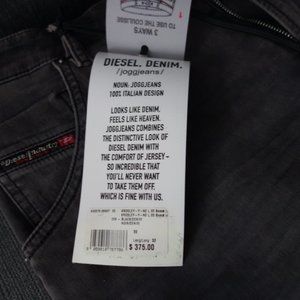 3 WAYS
TO USE THE COULISSE
DIESEL. DENIM.
/joggjeans/
NOUN: JOGGJEANS
100% ITALIAN DESIGN
LOOKS LIKE DENIM.
FEELS LIKE HEAVEN.
JOGGJEANS COMBINES
THE DISTINCTIVE LOOK OF
DIESEL DENIM WITH
THE COMFORT OF JERSEY–
SO INCREDIBLE THAT
YOU'LL NEVER WANT
TO TAKE THEM OFF.
WHICH IS FINE WITH US.
$ 375.00